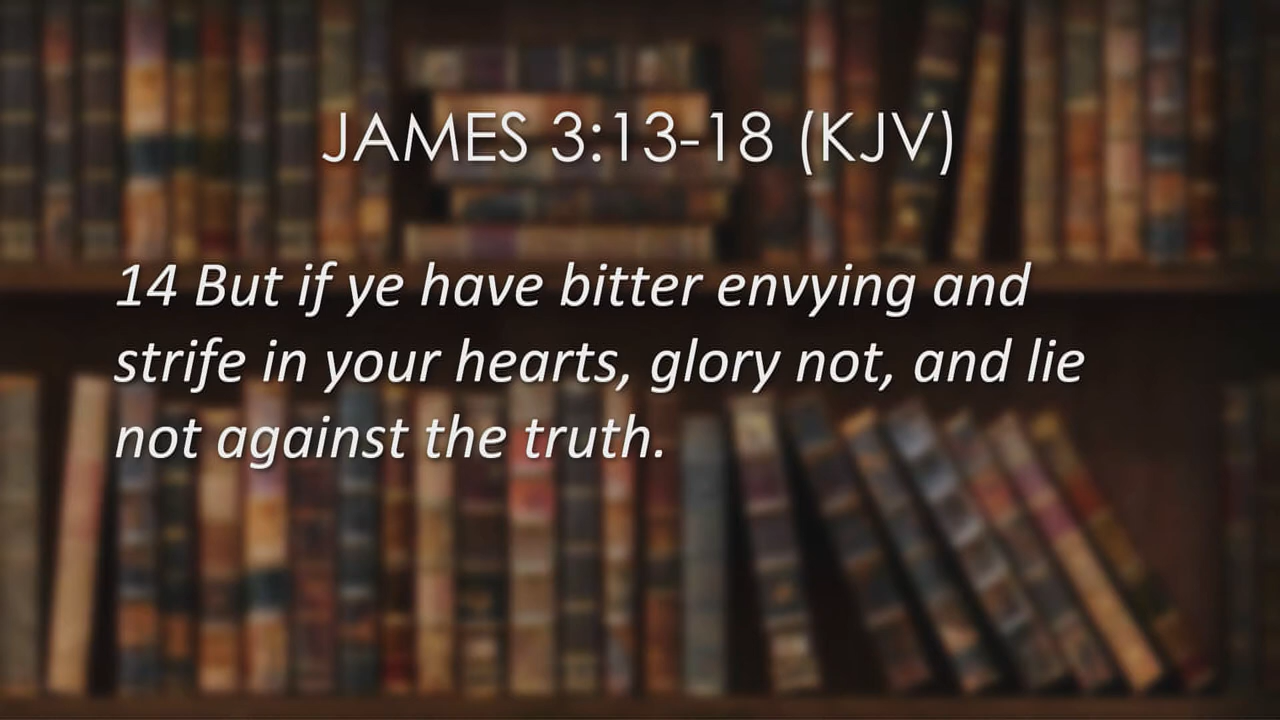 JAMES 3:13-18 (KJV)
14 But if ye have bitter envying and
strife in your hearts, glory not, and lie
not against the truth.